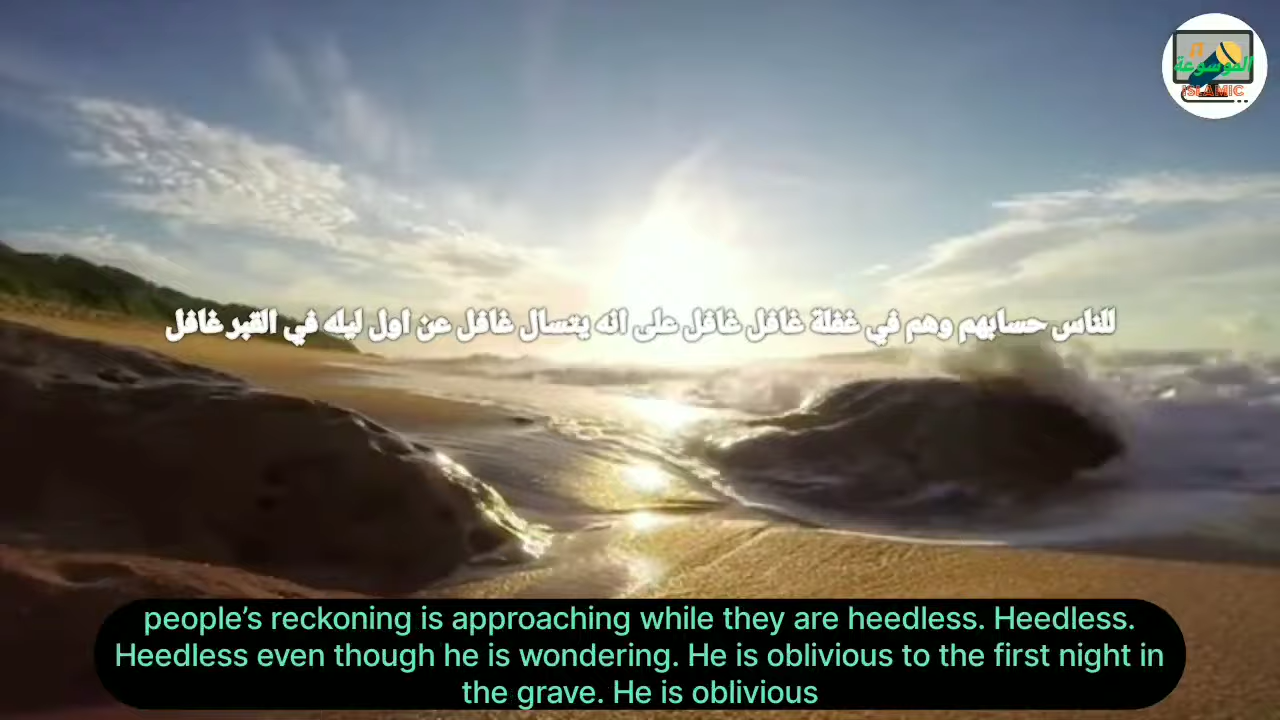 IT
الموسوعة
ISLAMIC
للناس حسابهم وهم في غفلة غافل غافل على انه يتسال غافل عن اول ليله في القبر غافل
people's reckoning is approaching while they are heedless. Heedless.
Heedless even though he is wondering. He is oblivious to the first night in
the grave. He is oblivious